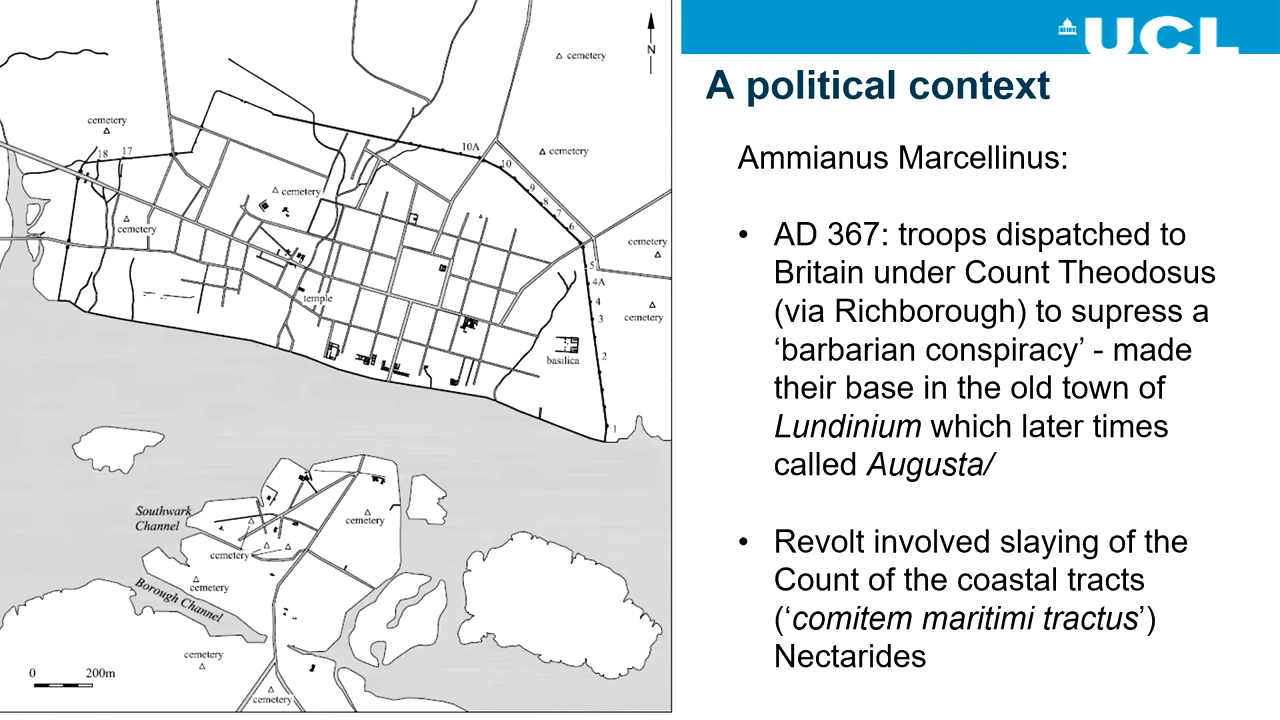 N
cemetery
cemetery
10A
cemetery
18
17
10
9
8
7
6
cemetery
cemetery
cemetery
5
4A
temple
4
3
cemetery
2
basilica
1
Southwark
Channel
cemetery
cemetery
cemetery
Borough Channel
cemetery
0 200m
cemetery
UCL
A political context
Ammianus Marcellinus:
• AD 367: troops dispatched to
Britain under Count Theodosus
(via Richborough) to supress a
‘barbarian conspiracy’ - made
their base in the old town of
Lundinium which later times
called Augusta/
• Revolt involved slaying of the
Count of the coastal tracts
(‘comitem maritimi tractus’)
Nectarides